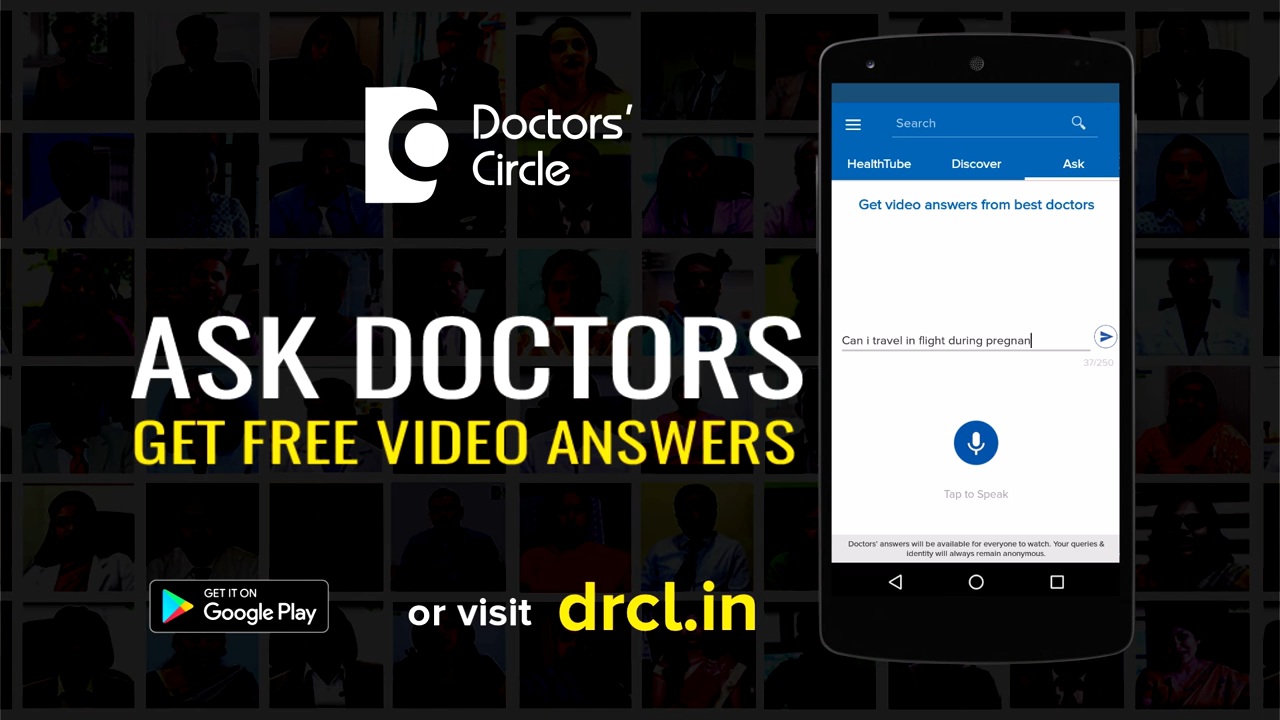 Doctors'
Circle
ASK DOCTORS
GET FREE VIDEO ANSWERS
GET IT ON
Google Play
or visit drcl.in
Search
HealthTube Discover Ask
Get video answers from best doctors
Can i travel in flight during pregnan
37/250
Tap to Speak
Doctors' answers will be available for everyone to watch. Your queries &
identity will always remain anonymous.